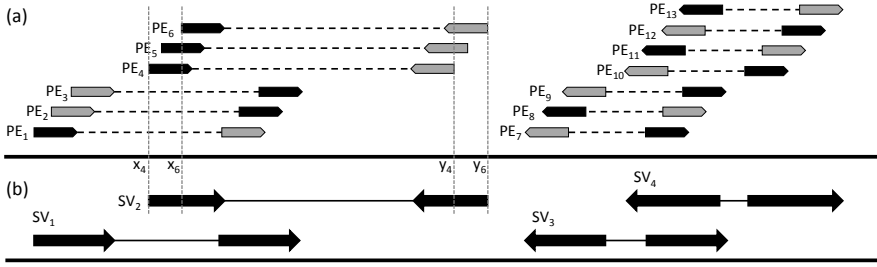 (a)
PE13
PE6
PE12
PE5
PE11
PE4
PE10
PE3
PE9
PE2
PE8
PE1
PE7
x4 x6 y4 y6
(b)
SV2
SV4
SV1
SV3